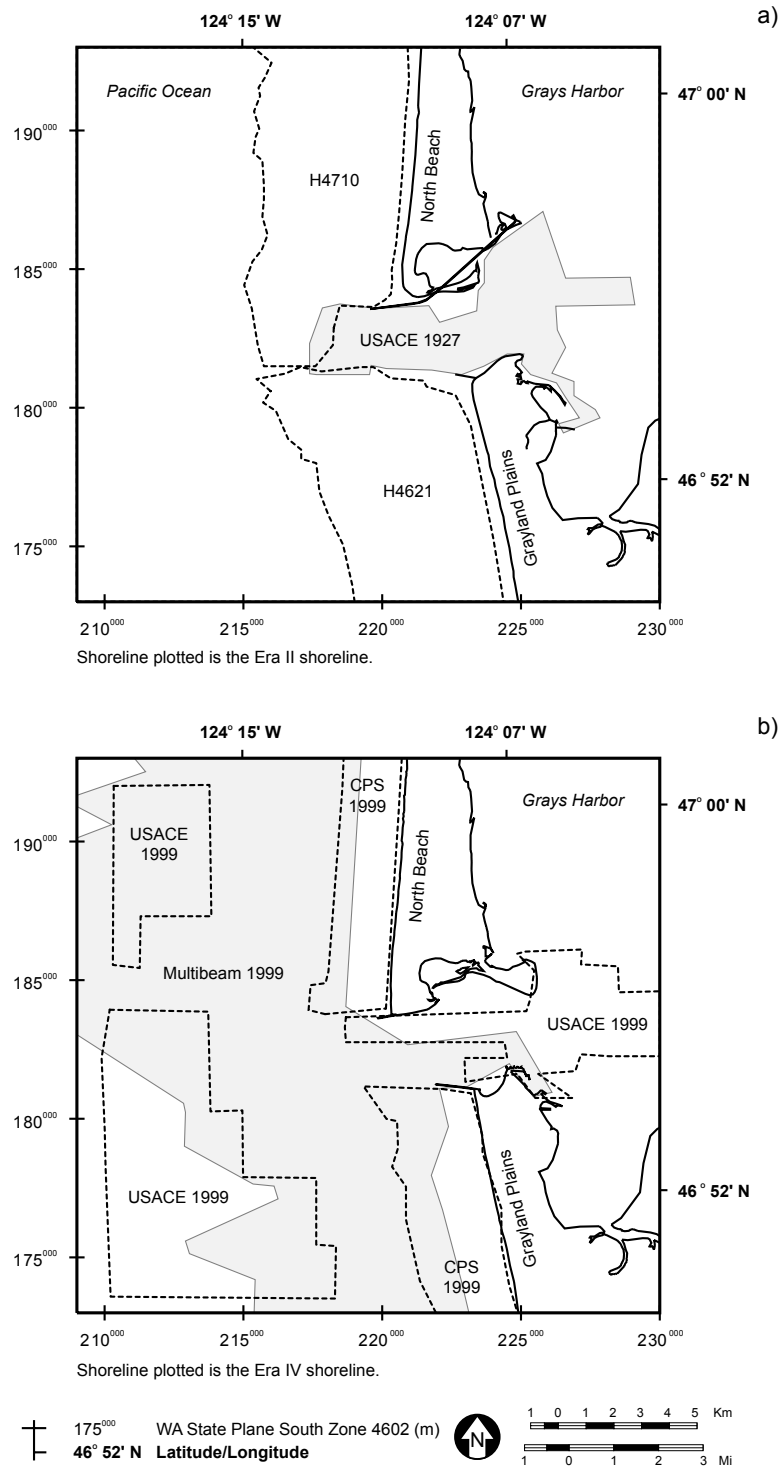 a)
124° 15' W
124° 07' W
Pacific Ocean
Grays Harbor
47° 00' N
190⁰⁰⁰
H4710
North Beach
185⁰⁰⁰
USACE 1927
180⁰⁰⁰
H4621
Grayland Plains
46° 52' N
175⁰⁰⁰
210⁰⁰⁰
215⁰⁰⁰
220⁰⁰⁰
225⁰⁰⁰
230⁰⁰⁰
Shoreline plotted is the Era II shoreline.
b)
124° 15' W
124° 07' W
CPS
1999
Grays Harbor
47° 00' N
190⁰⁰⁰
USACE
1999
North Beach
185⁰⁰⁰
Multibeam 1999
USACE 1999
180⁰⁰⁰
USACE 1999
Grayland Plains
46° 52' N
175⁰⁰⁰
CPS
1999
210⁰⁰⁰
215⁰⁰⁰
220⁰⁰⁰
225⁰⁰⁰
230⁰⁰⁰
Shoreline plotted is the Era IV shoreline.
175⁰⁰⁰ WA State Plane South Zone 4602 (m)
46° 52' N Latitude/Longitude
N
1 0 1 2 3 4 5 Km
1 0 1 2 3 Mi